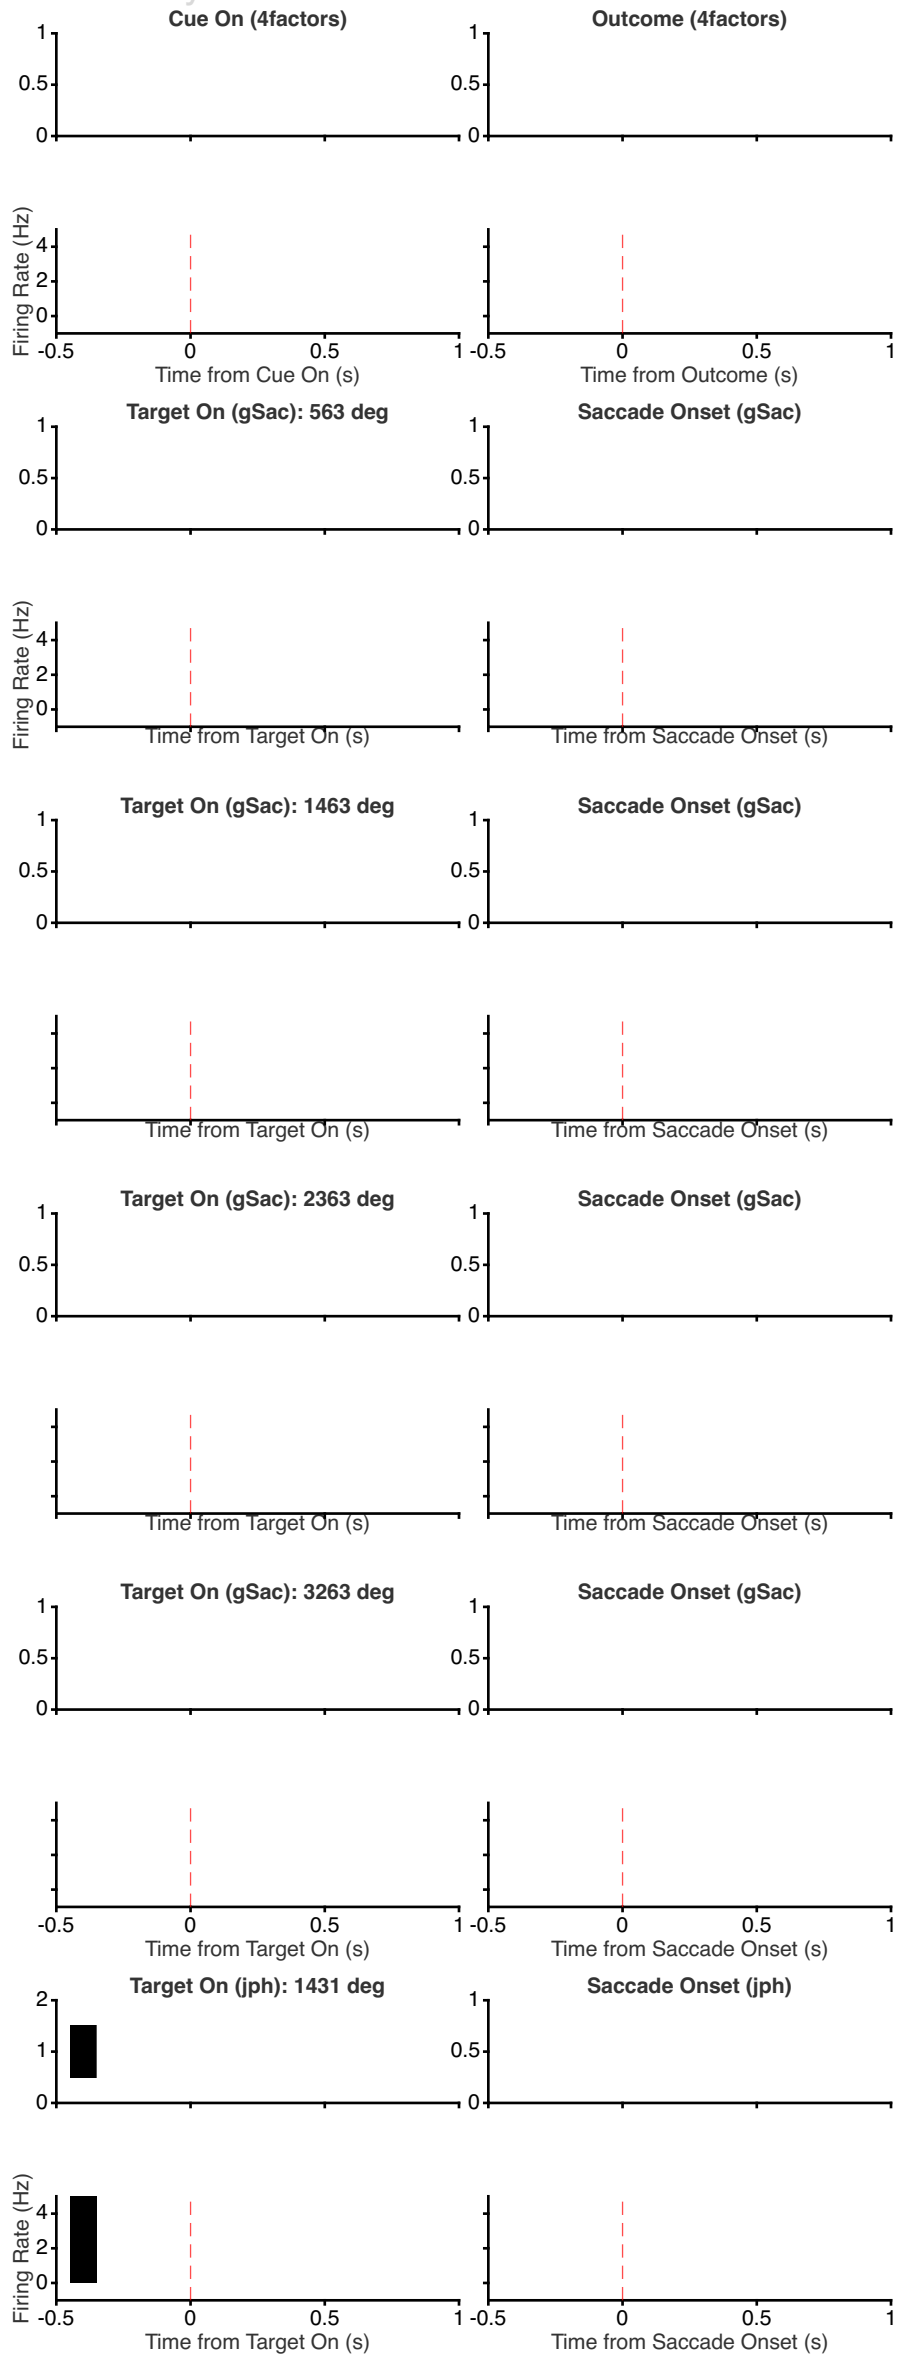 Cue On (4factors) Outcome (4factors)
1 1
0.5 0.5
0 0
Firing Rate (Hz)
4
2
0
-0.5 0 0.5 1 -0.5 0 0.5 1
Time from Cue On (s) Time from Outcome (s)
Target On (gSac): 563 deg Saccade Onset (gSac)
1 1
0.5 0.5
0 0
Firing Rate (Hz)
4
2
0
Time from Target On (s) Time from Saccade Onset (s)
Target On (gSac): 1463 deg Saccade Onset (gSac)
1 1
0.5 0.5
0 0
Time from Target On (s) Time from Saccade Onset (s)
Target On (gSac): 2363 deg Saccade Onset (gSac)
1 1
0.5 0.5
0 0
Time from Target On (s) Time from Saccade Onset (s)
Target On (gSac): 3263 deg Saccade Onset (gSac)
1 1
0.5 0.5
0 0
-0.5 0 0.5 1 -0.5 0 0.5 1
Time from Target On (s) Time from Saccade Onset (s)
Target On (jph): 1431 deg Saccade Onset (jph)
2 1
1 0.5
0 0
Firing Rate (Hz)
4
2
0
-0.5 0 0.5 1 -0.5 0 0.5 1
Time from Target On (s) Time from Saccade Onset (s)